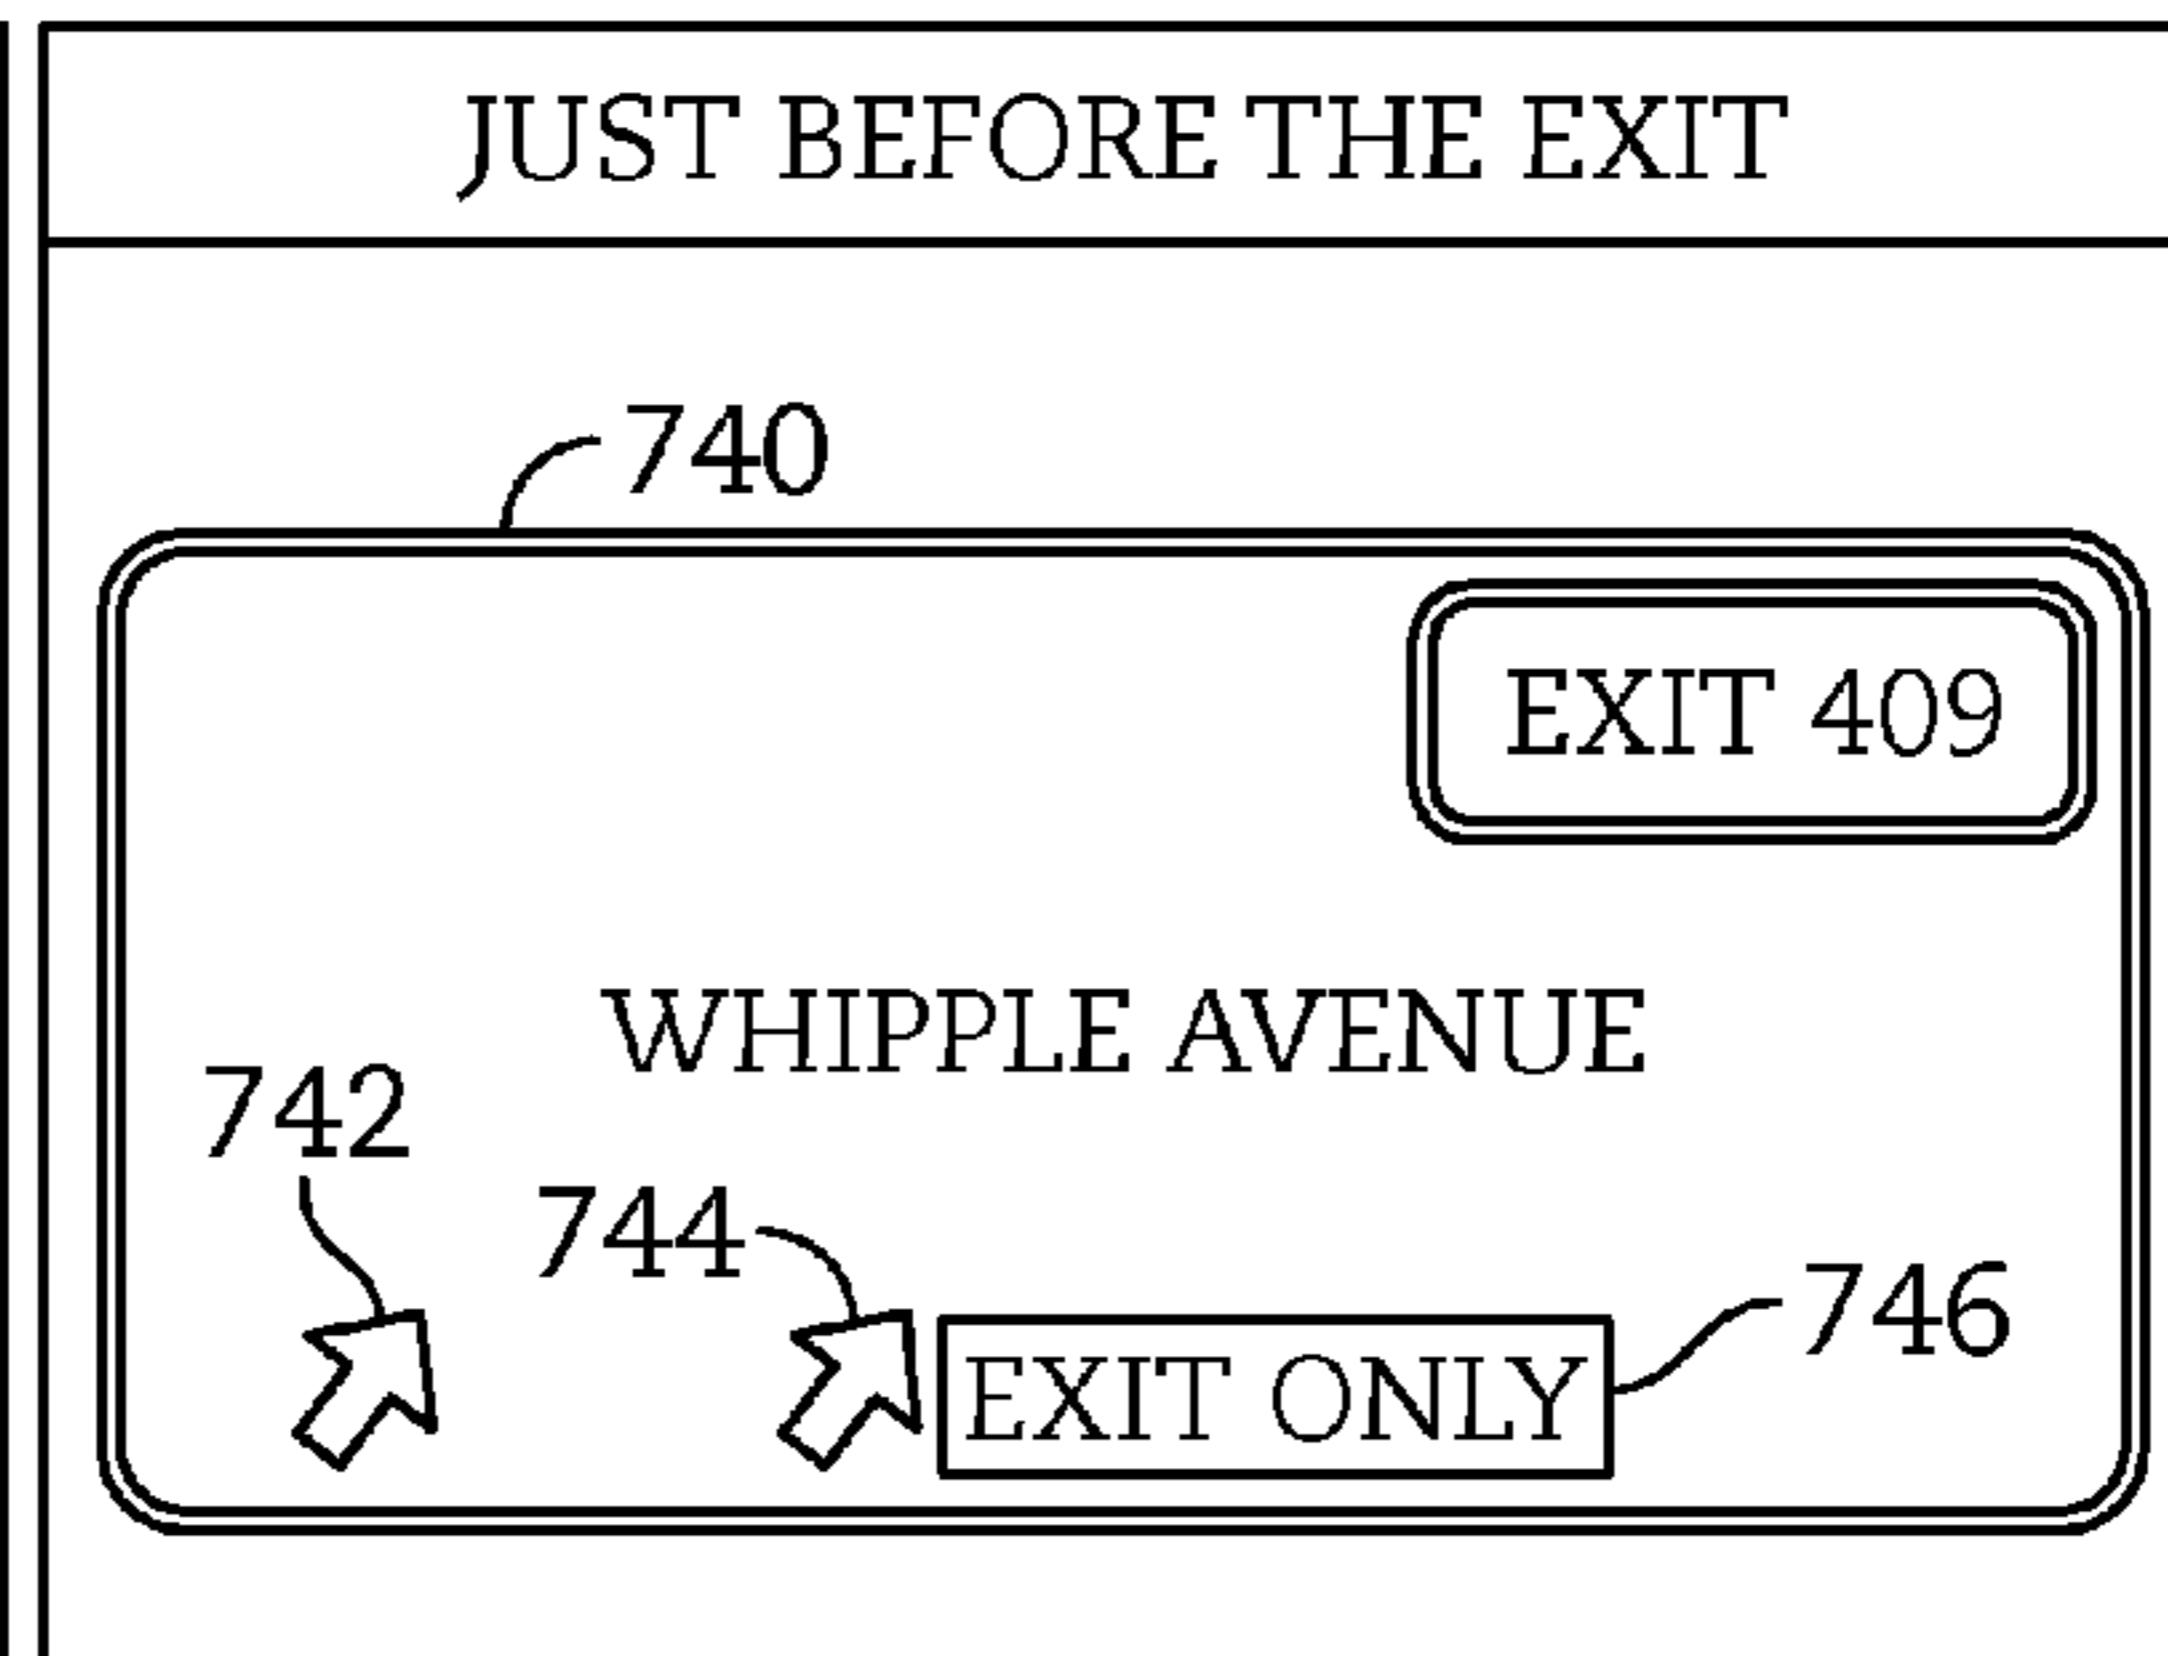 JUST BEFORE THE EXIT
740
EXIT 409
WHIPPLE AVENUE
742
744
746
EXIT ONLY